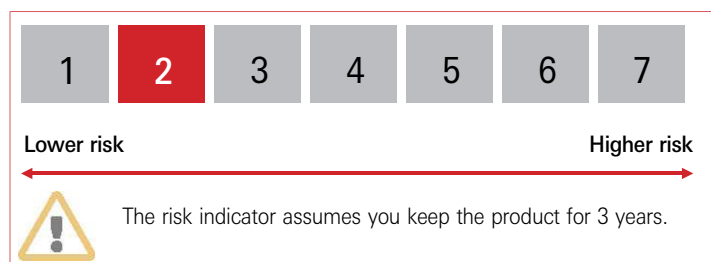 1 2 3 4 5 6 7
Lower risk Higher risk
The risk indicator assumes you keep the product for 3 years.